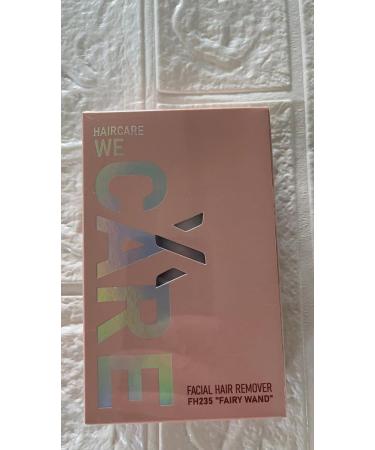 HAIRCARE
WE
CARE
FACIAL HAIR REMOVER
FH235 "FAIRY WAND"